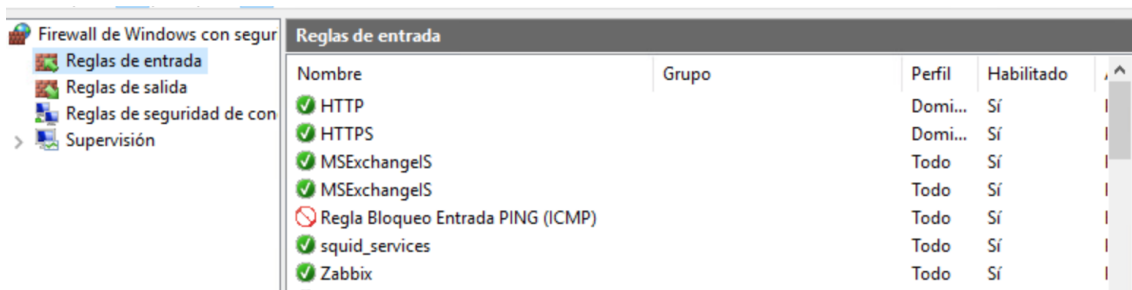 Firewall de Windows con segur
Reglas de entrada
Reglas de salida
Reglas de seguridad de con
Supervisión
Reglas de entrada
Nombre Grupo Perfil Habilitado
HTTP Domi... Sí
HTTPS Domi... Sí
MSExchangeIS Todo Sí
MSExchangeIS Todo Sí
Regla Bloqueo Entrada PING (ICMP) Todo Sí
squid_services Todo Sí
Zabbix Todo Sí